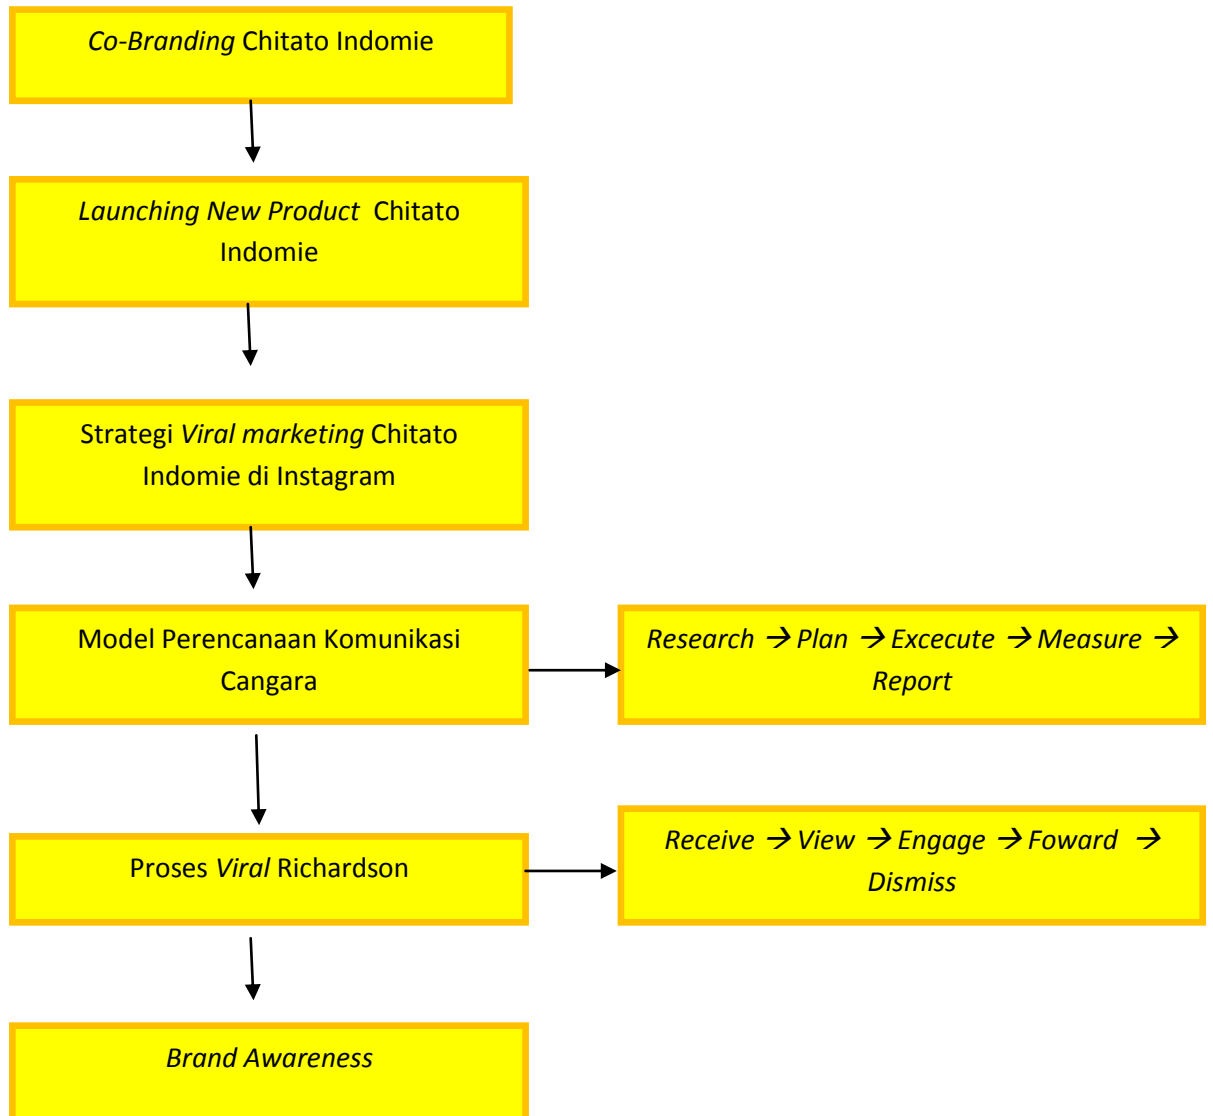 Co-Branding Chitato Indomie
Launching New Product Chitato
Indomie
Strategi Viral marketing Chitato
Indomie di Instagram
Model Perencanaan Komunikasi
Cangara
Research → Plan → Excecute → Measure →
Report
Proses Viral Richardson
Receive → View → Engage → Foward →
Dismiss
Brand Awareness